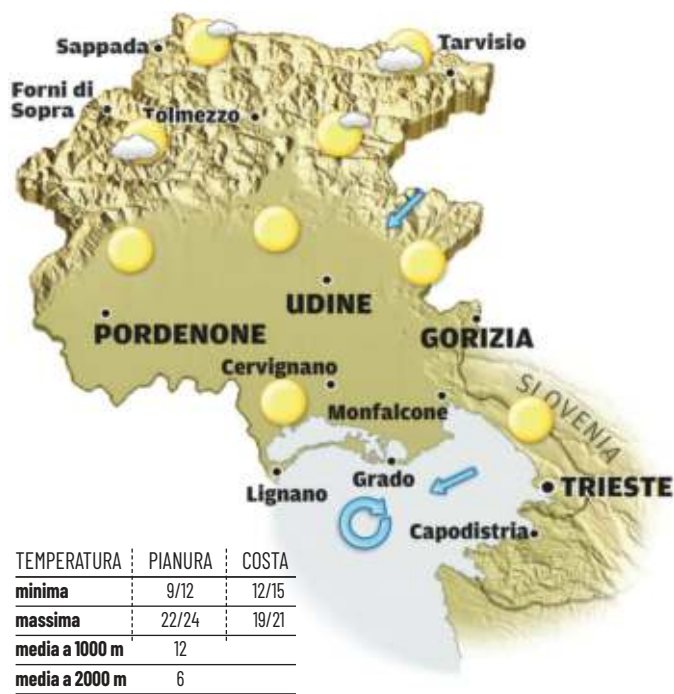 Sappada
Tarvisio
Forni di
Sopra
Tolmezzo
UDINE
PORDENONE
GORIZIA
Cervignano
Monfalcone
SLOVENIA
Grado
Lignano
TRIESTE
Capodistria
TEMPERATURA PIANURA COSTA
minima 9/12 12/15
massima 22/24 19/21
media a 1000 m 12
media a 2000 m 6